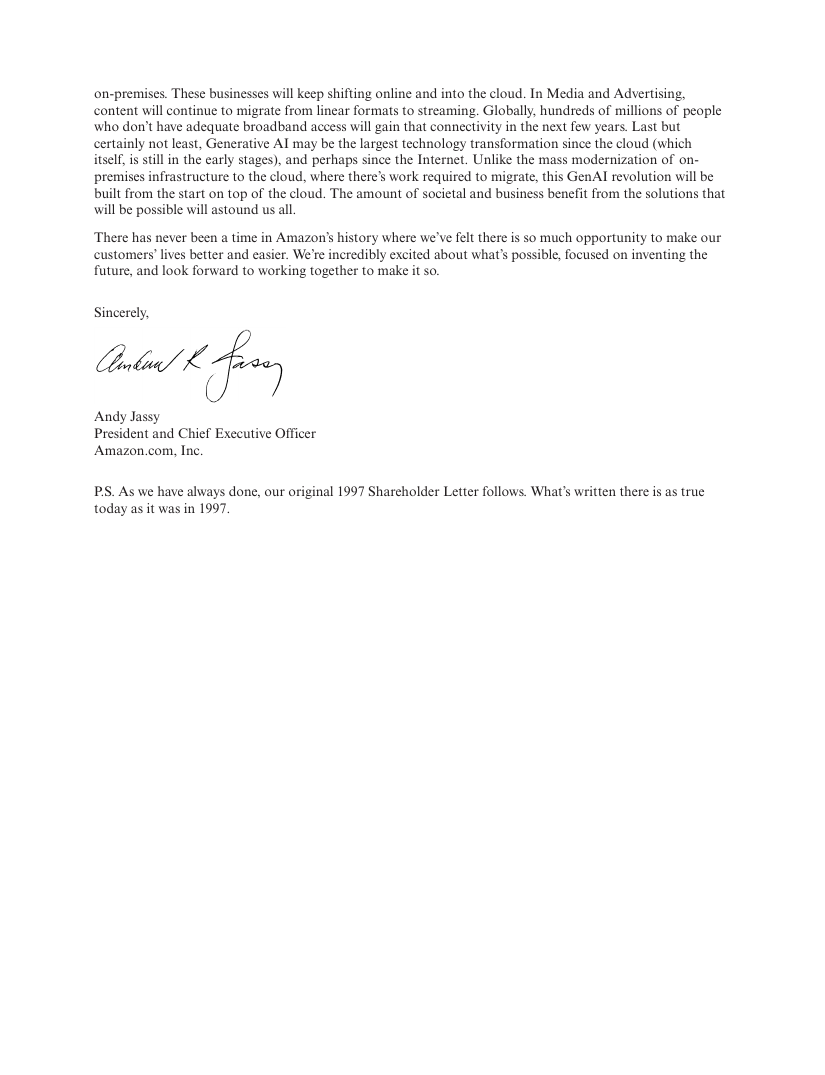 on-premises. These businesses will keep shifting online and into the cloud. In Media and Advertising,
content will continue to migrate from linear formats to streaming. Globally, hundreds of millions of people
who don’t have adequate broadband access will gain that connectivity in the next few years. Last but
certainly not least, Generative AI may be the largest technology transformation since the cloud (which
itself, is still in the early stages), and perhaps since the Internet. Unlike the mass modernization of on-
premises infrastructure to the cloud, where there’s work required to migrate, this GenAI revolution will be
built from the start on top of the cloud. The amount of societal and business benefit from the solutions that
will be possible will astound us all.
There has never been a time in Amazon’s history where we’ve felt there is so much opportunity to make our
customers’ lives better and easier. We’re incredibly excited about what’s possible, focused on inventing the
future, and look forward to working together to make it so.
Sincerely,
R Jassy
Andy Jassy
President and Chief Executive Officer
Amazon.com, Inc.
P.S. As we have always done, our original 1997 Shareholder Letter follows. What’s written there is as true
today as it was in 1997.